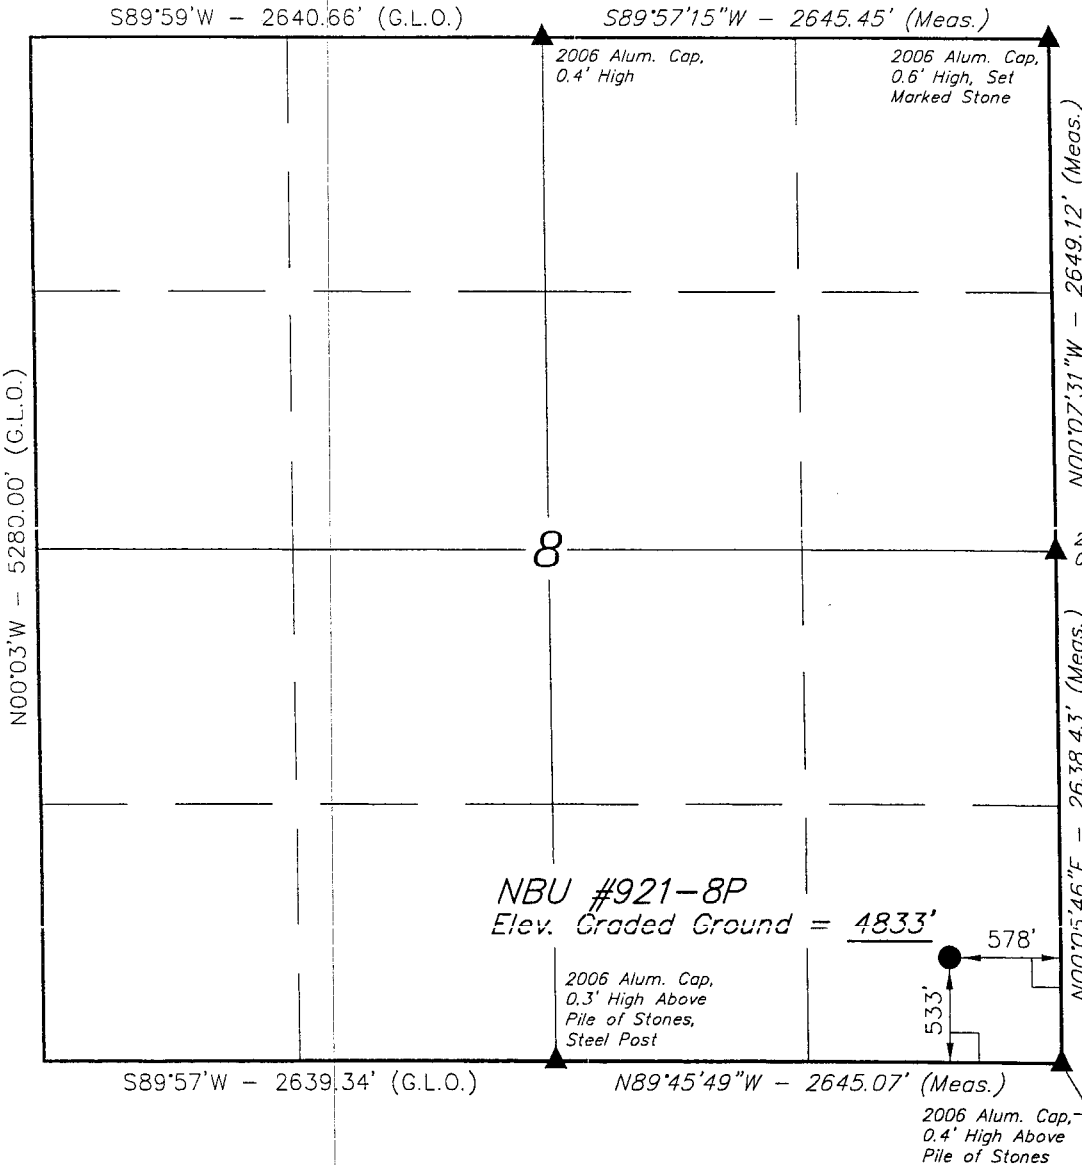 S89°59'W - 2640.66' (G.L.O.)
S89°57'15"W - 2645.45' (Meas.)
2006 Alum. Cap,
0.4' High
2006 Alum. Cap,
0.6' High, Set
Marked Stone
N00°07'31"W - 2649.12' (Meas.)
N00°03'W - 5280.00' (G.L.O.)
8
N00°05'46"E - 2638.43' (Meas.)
NBU #921-8P
Elev. Graded Ground = 4833'
578'
533'
2006 Alum. Cap,
0.3' High Above
Pile of Stones,
Steel Post
S89°57'W - 2639.34' (G.L.O.)
N89°45'49"W - 2645.07' (Meas.)
2006 Alum. Cap,
0.4' High Above
Pile of Stones